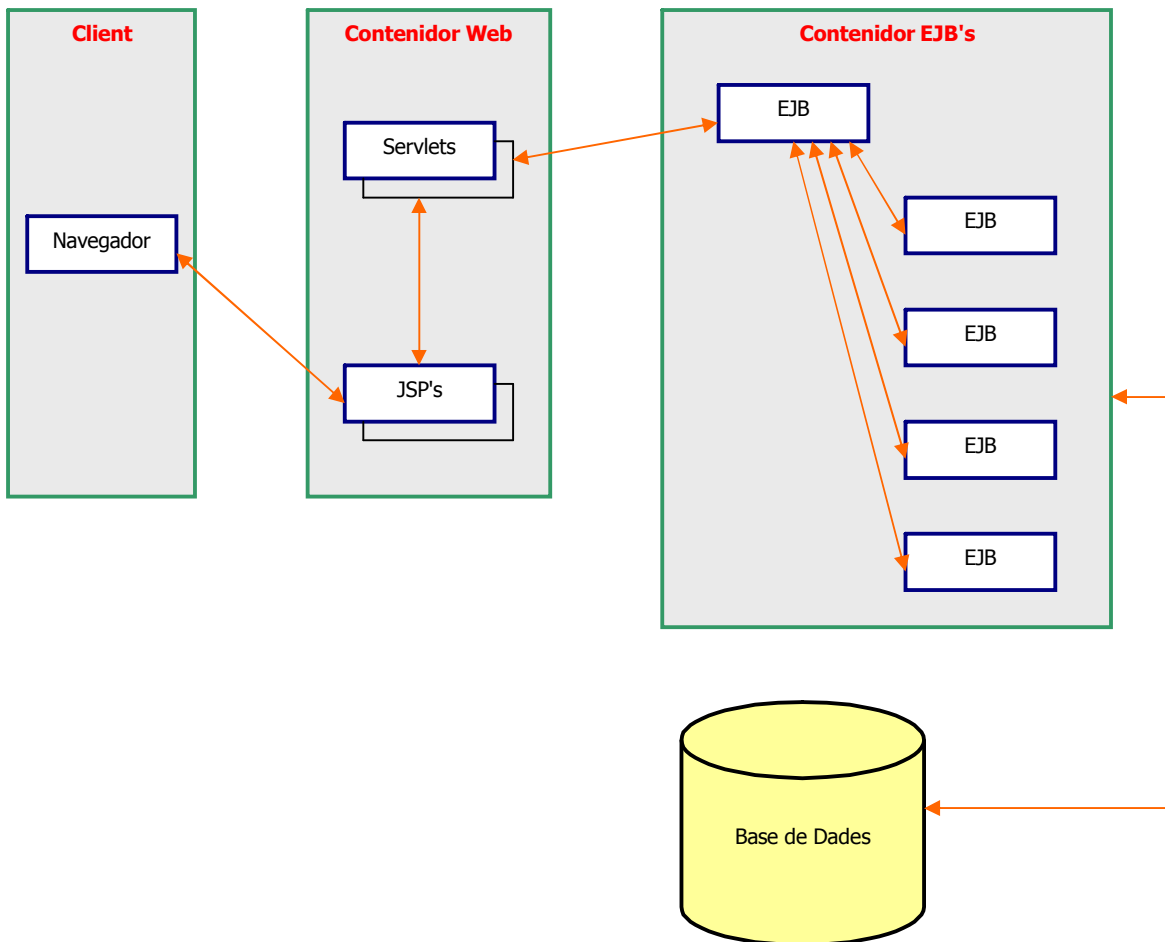 Client
Contenidor Web
Contenidor EJB's
EJB
Servlets
EJB
Navegador
EJB
JSP's
EJB
EJB
Base de Dades